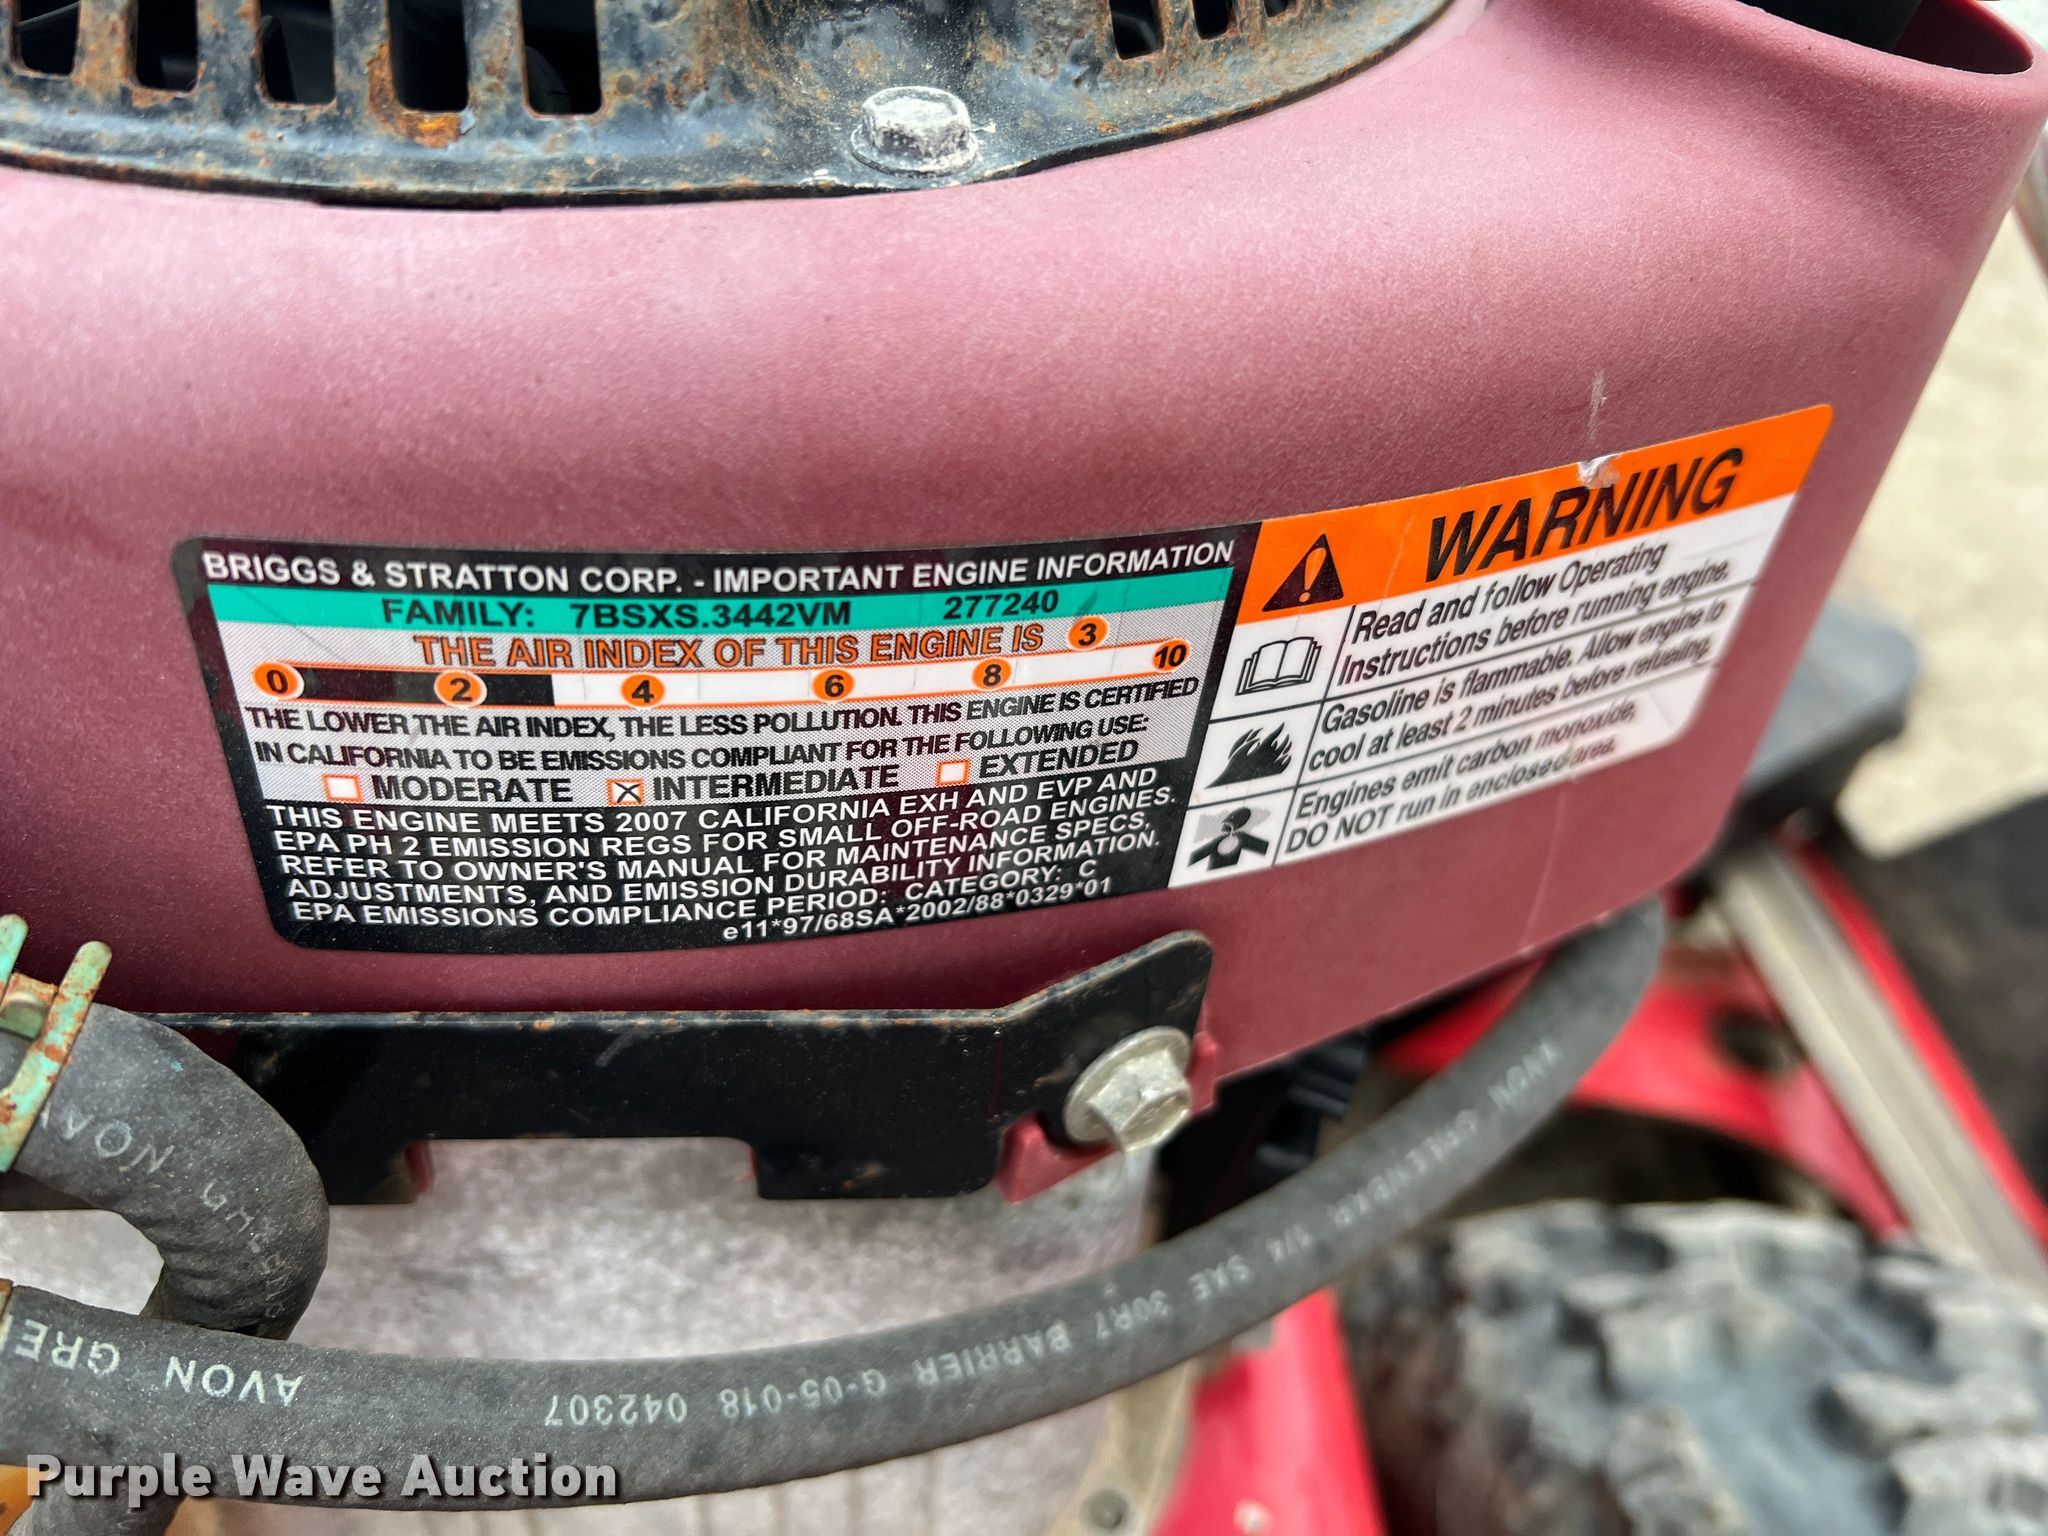 BRIGGS & STRATTON CORP. - IMPORTANT ENGINE INFORMATION
FAMILY: 7BSXS.3442VM 277240
THE AIR INDEX OF THIS ENGINE IS 3
0 2 4 6 8 10
THE LOWER THE AIR INDEX, THE LESS POLLUTION. THIS ENGINE IS CERTIFIED
IN CALIFORNIA TO BE EMISSIONS COMPLIANT FOR THE FOLLOWING USE:
MODERATE INTERMEDIATE EXTENDED
THIS ENGINE MEETS 2007 CALIFORNIA EXH AND EVP AND
EPA PH 2 EMISSION REGS FOR SMALL OFF-ROAD ENGINES.
REFER TO OWNER'S MANUAL FOR MAINTENANCE SPECS,
ADJUSTMENTS, AND EMISSION DURABILITY INFORMATION.
EPA EMISSIONS COMPLIANCE PERIOD: CATEGORY: C
e11*97/68SA*2002/88*0329*01
WARNING
Read and follow Operating
Instructions before running engine.
Gasoline is flammable. Allow engine to
cool at least 2 minutes before refueling.
Engines emit carbon monoxide,
DO NOT run in enclosed area.
AVON
AVON GREENBAR 1/4 SAE 30R7 BARRIER G-05-018 042307
AVON GRE
Purple Wave Auction